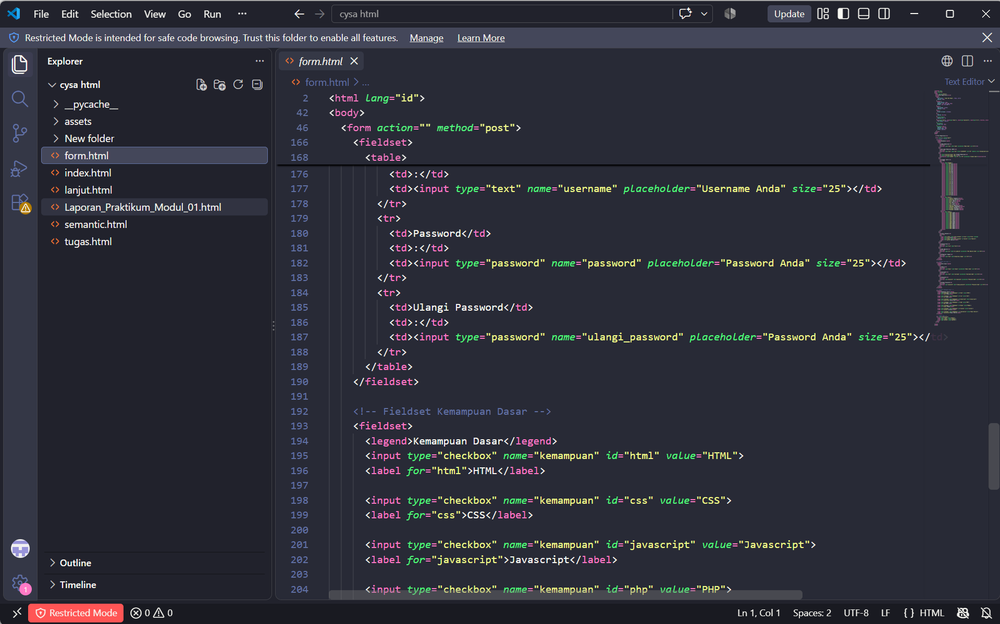 File Edit Selection View Go Run ··· cysa html Update
Restricted Mode is intended for safe code browsing. Trust this folder to enable all features. Manage Learn More
Explorer
cysa html
__pycache__
assets
New folder
form.html
index.html
lanjut.html
Laporan_Praktikum_Modul_01.html
semantic.html
tugas.html
Outline
Timeline
1
form.html
form.html > ...
Text Editor
2 <html lang="id">
42 <body>
46 <form action="" method="post">
166 <fieldset>
168 <table>
176 <td>:</td>
177 <td><input type="text" name="username" placeholder="Username Anda" size="25"></td>
178 </tr>
179 <tr>
180 <td>Password</td>
181 <td>:</td>
182 <td><input type="password" name="password" placeholder="Password Anda" size="25"></td>
183 </tr>
184 <tr>
185 <td>Ulangi Password</td>
186 <td>:</td>
187 <td><input type="password" name="ulangi_password" placeholder="Password Anda" size="25"></td>
188 </tr>
189 </table>
190 </fieldset>
191
192 <!-- Fieldset Kemampuan Dasar -->
193 <fieldset>
194 <legend>Kemampuan Dasar</legend>
195 <input type="checkbox" name="kemampuan" id="html" value="HTML">
196 <label for="html">HTML</label>
197
198 <input type="checkbox" name="kemampuan" id="css" value="CSS">
199 <label for="css">CSS</label>
200
201 <input type="checkbox" name="kemampuan" id="javascript" value="Javascript">
202 <label for="javascript">Javascript</label>
203
204 <input type="checkbox" name="kemampuan" id="php" value="PHP">
Restricted Mode 0 0 Ln 1, Col 1 Spaces: 2 UTF-8 LF { } HTML